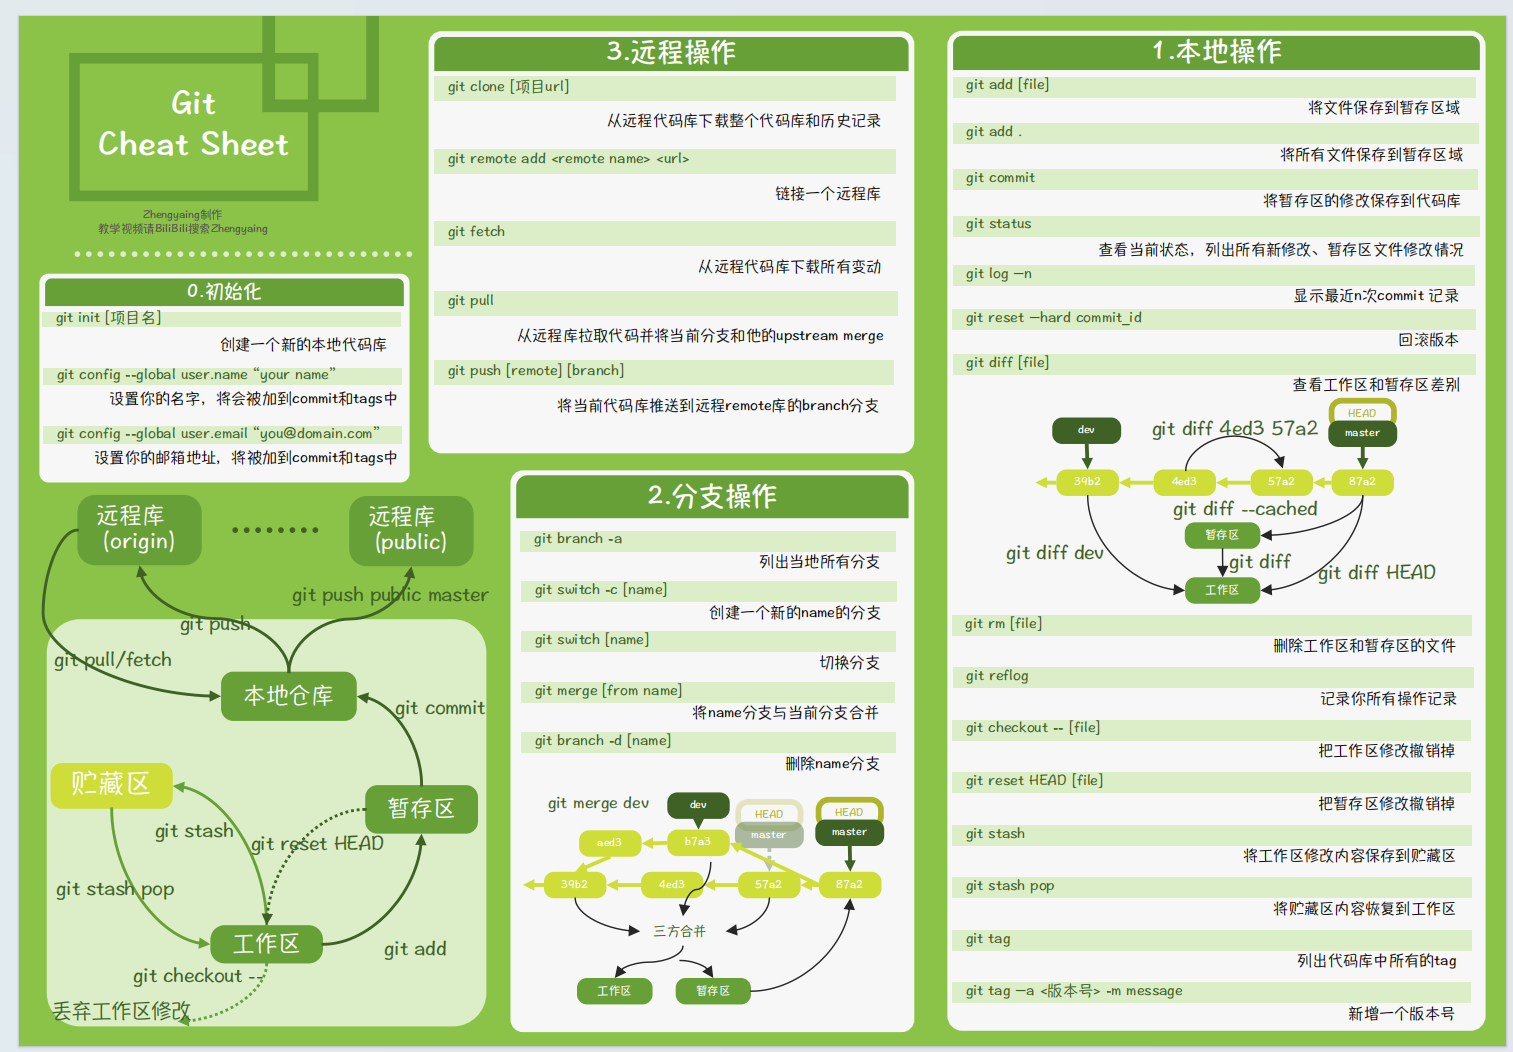 Git
Cheat Sheet
Zhengyaing制作
教学视频请BiliBili搜索Zhengyaing
0.初始化
git init [项目名]
创建一个新的本地代码库
git config --global user.name “your name”
设置你的名字，将会被加到commit和tags中
git config --global user.email “you@domain.com”
设置你的邮箱地址，将被加到commit和tags中
远程库
(origin)
远程库
(public)
git push public master
git push
git pull/fetch
本地仓库
git commit
贮藏区
暂存区
git stash
git reset HEAD
git stash pop
工作区
git add
git checkout --
丢弃工作区修改
3.远程操作
git clone [项目url]
从远程代码库下载整个代码库和历史记录
git remote add <remote name> <url>
链接一个远程库
git fetch
从远程代码库下载所有变动
git pull
从远程库拉取代码并将当前分支和他的upstream merge
git push [remote] [branch]
将当前代码库推送到远程remote库的branch分支
2.分支操作
git branch -a
列出当地所有分支
git switch -c [name]
创建一个新的name的分支
git switch [name]
切换分支
git merge [from name]
将name分支与当前分支合并
git branch -d [name]
删除name分支
git merge dev
dev
HEAD
master
HEAD
master
aed3
b7a3
39b2
4ed3
57a2
87a2
三方合并
工作区
暂存区
1.本地操作
git add [file]
将文件保存到暂存区域
git add .
将所有文件保存到暂存区域
git commit
将暂存区的修改保存到代码库
git status
查看当前状态，列出所有新修改、暂存区文件修改情况
git log –n
显示最近n次commit 记录
git reset –hard commit_id
回滚版本
git diff [file]
查看工作区和暂存区差别
dev
git diff 4ed3 57a2
HEAD
master
39b2
4ed3
57a2
87a2
git diff --cached
暂存区
git diff dev
git diff
git diff HEAD
工作区
git rm [file]
删除工作区和暂存区的文件
git reflog
记录你所有操作记录
git checkout -- [file]
把工作区修改撤销掉
git reset HEAD [file]
把暂存区修改撤销掉
git stash
将工作区修改内容保存到贮藏区
git stash pop
将贮藏区内容恢复到工作区
git tag
列出代码库中所有的tag
git tag –a <版本号> -m message
新增一个版本号